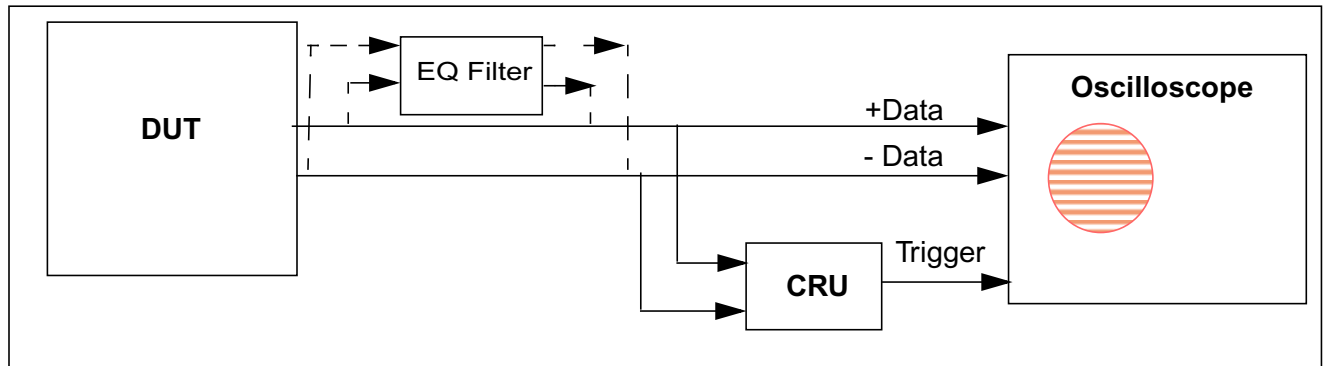 EQ Filter
Oscilloscope
DUT
+Data
- Data
Trigger
CRU